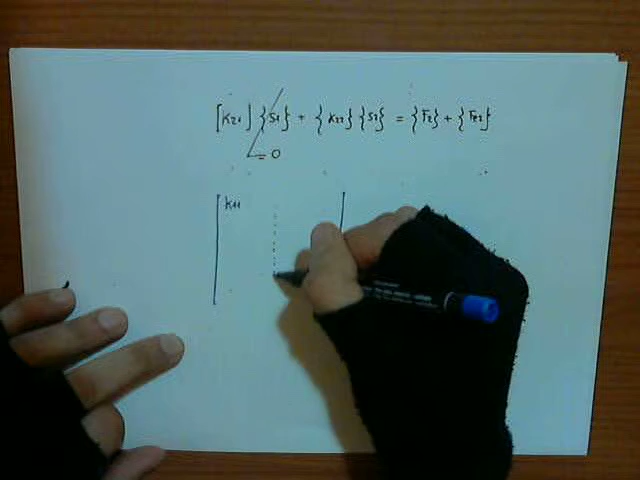 [K21] {S1} + {K22} {S2} = {F2} + {FE2}
= 0
K11